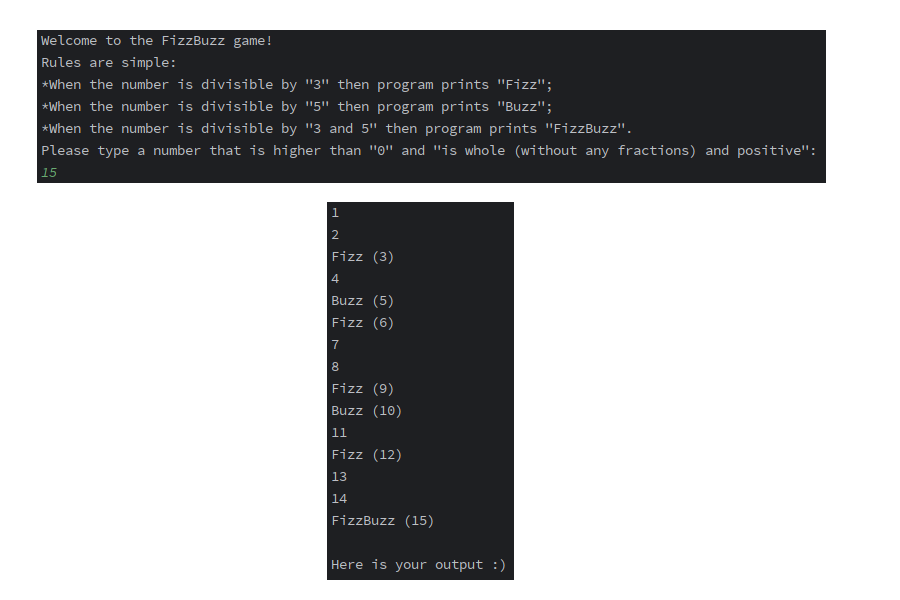 Welcome to the FizzBuzz game!
Rules are simple:
*When the number is divisible by "3" then program prints "Fizz";
*When the number is divisible by "5" then program prints "Buzz";
*When the number is divisible by "3 and 5" then program prints "FizzBuzz".
Please type a number that is higher than "0" and "is whole (without any fractions) and positive":
15
1
2
Fizz (3)
4
Buzz (5)
Fizz (6)
7
8
Fizz (9)
Buzz (10)
11
Fizz (12)
13
14
FizzBuzz (15)
Here is your output :)